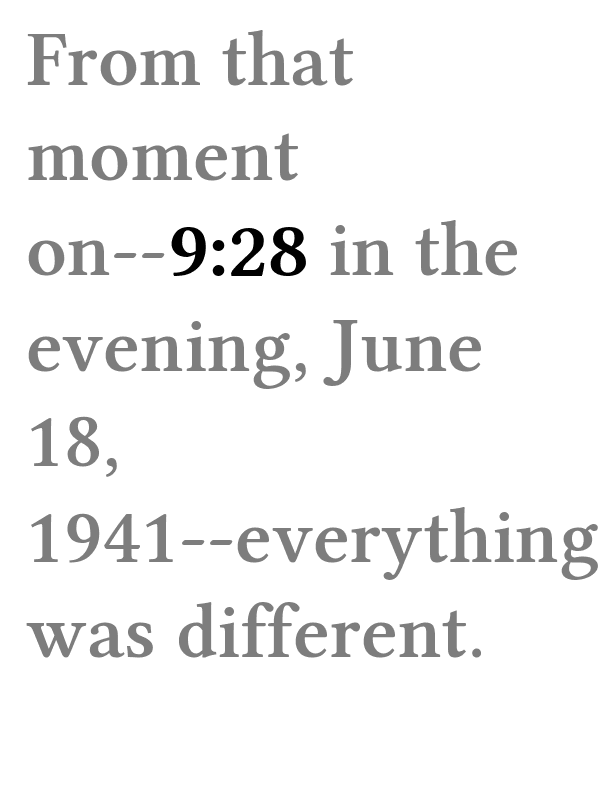 From that
moment
on--9:28 in the
evening, June
18,
1941--everything
was different.